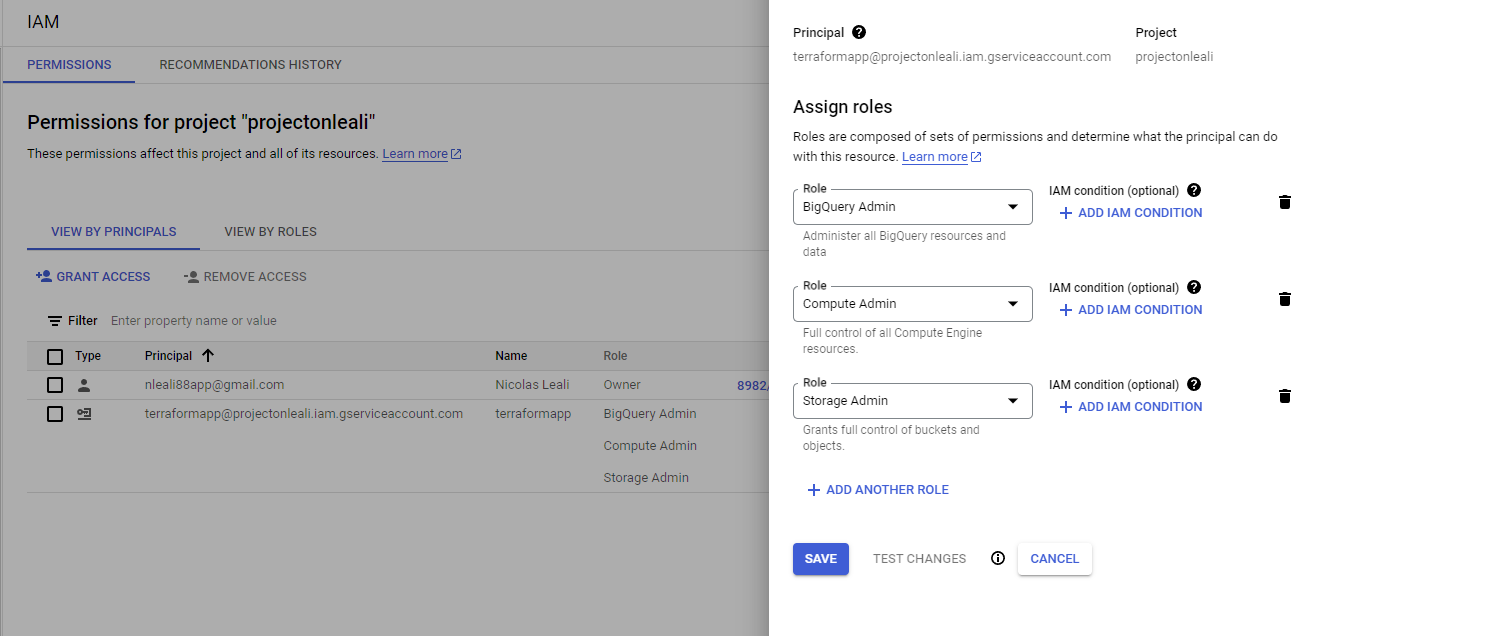 IAM
PERMISSIONS
RECOMMENDATIONS HISTORY
Permissions for project "projectonleali"
These permissions affect this project and all of its resources. Learn more
VIEW BY PRINCIPALS
VIEW BY ROLES
GRANT ACCESS
REMOVE ACCESS
Filter Enter property name or value
Type Principal Name Role
nleali88app@gmail.com Nicolas Leali Owner 8982/
terraformapp@projectonleali.iam.gserviceaccount.com terraformapp BigQuery Admin
Compute Admin
Storage Admin
Principal Project
terraformapp@projectonleali.iam.gserviceaccount.com projectonleali
Assign roles
Roles are composed of sets of permissions and determine what the principal can do
with this resource. Learn more
Role
BigQuery Admin
IAM condition (optional)
ADD IAM CONDITION
Administer all BigQuery resources and
data
Role
Compute Admin
IAM condition (optional)
ADD IAM CONDITION
Full control of all Compute Engine
resources.
Role
Storage Admin
IAM condition (optional)
ADD IAM CONDITION
Grants full control of buckets and
objects.
ADD ANOTHER ROLE
SAVE
TEST CHANGES
CANCEL